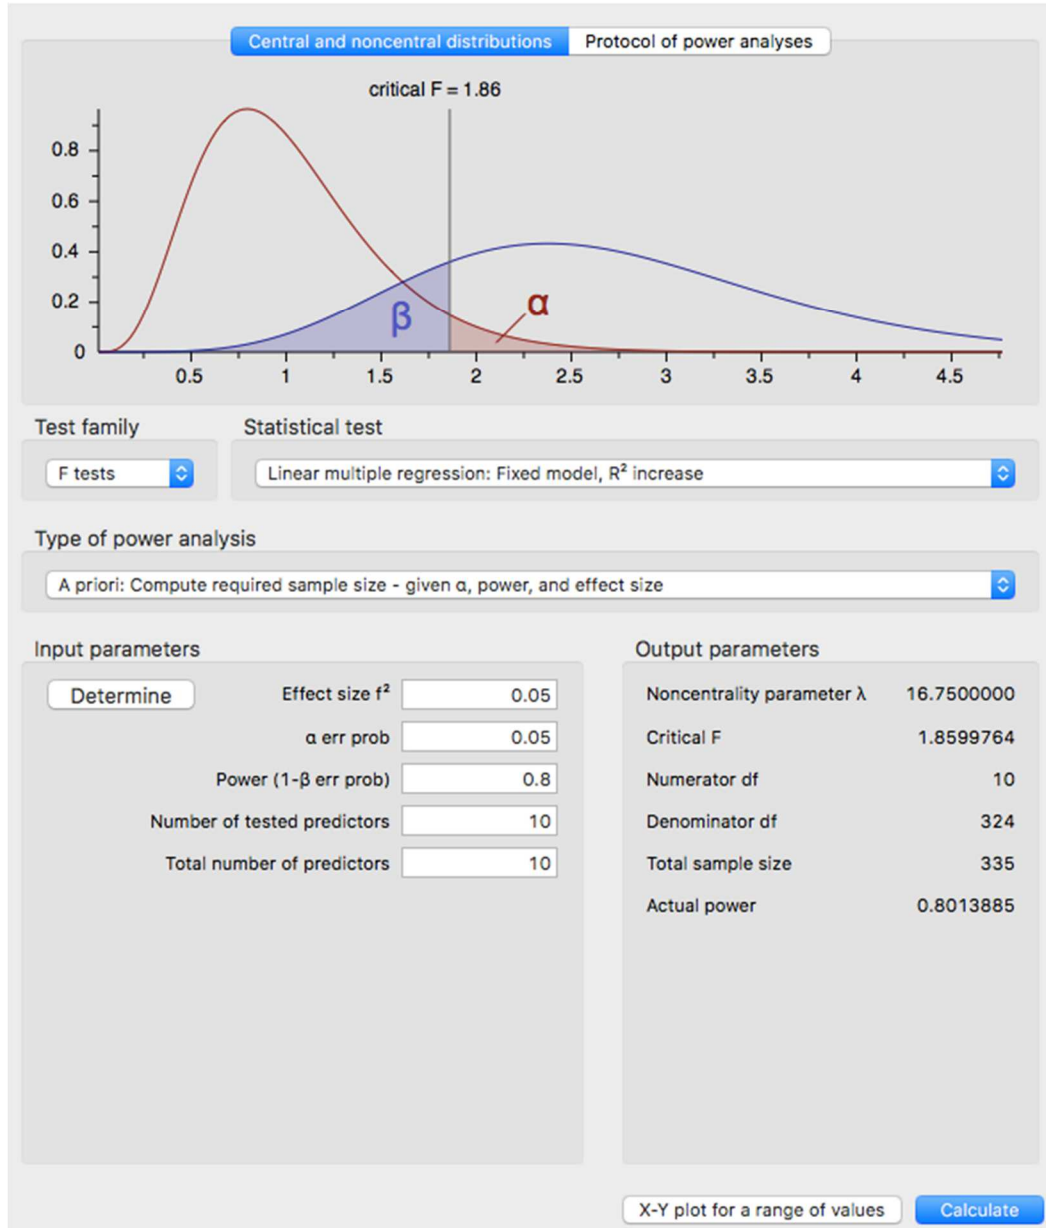 Central and noncentral distributions Protocol of power analyses
critical F = 1.86
0.8
0.6
0.4
0.2
0
β
α
0.5 1 1.5 2 2.5 3 3.5 4 4.5
Test family Statistical test
F tests Linear multiple regression: Fixed model, R² increase
Type of power analysis
A priori: Compute required sample size - given α, power, and effect size
Input parameters
Determine Effect size f² 0.05
α err prob 0.05
Power (1-β err prob) 0.8
Number of tested predictors 10
Total number of predictors 10
Output parameters
Noncentrality parameter λ 16.7500000
Critical F 1.8599764
Numerator df 10
Denominator df 324
Total sample size 335
Actual power 0.8013885
X-Y plot for a range of values Calculate